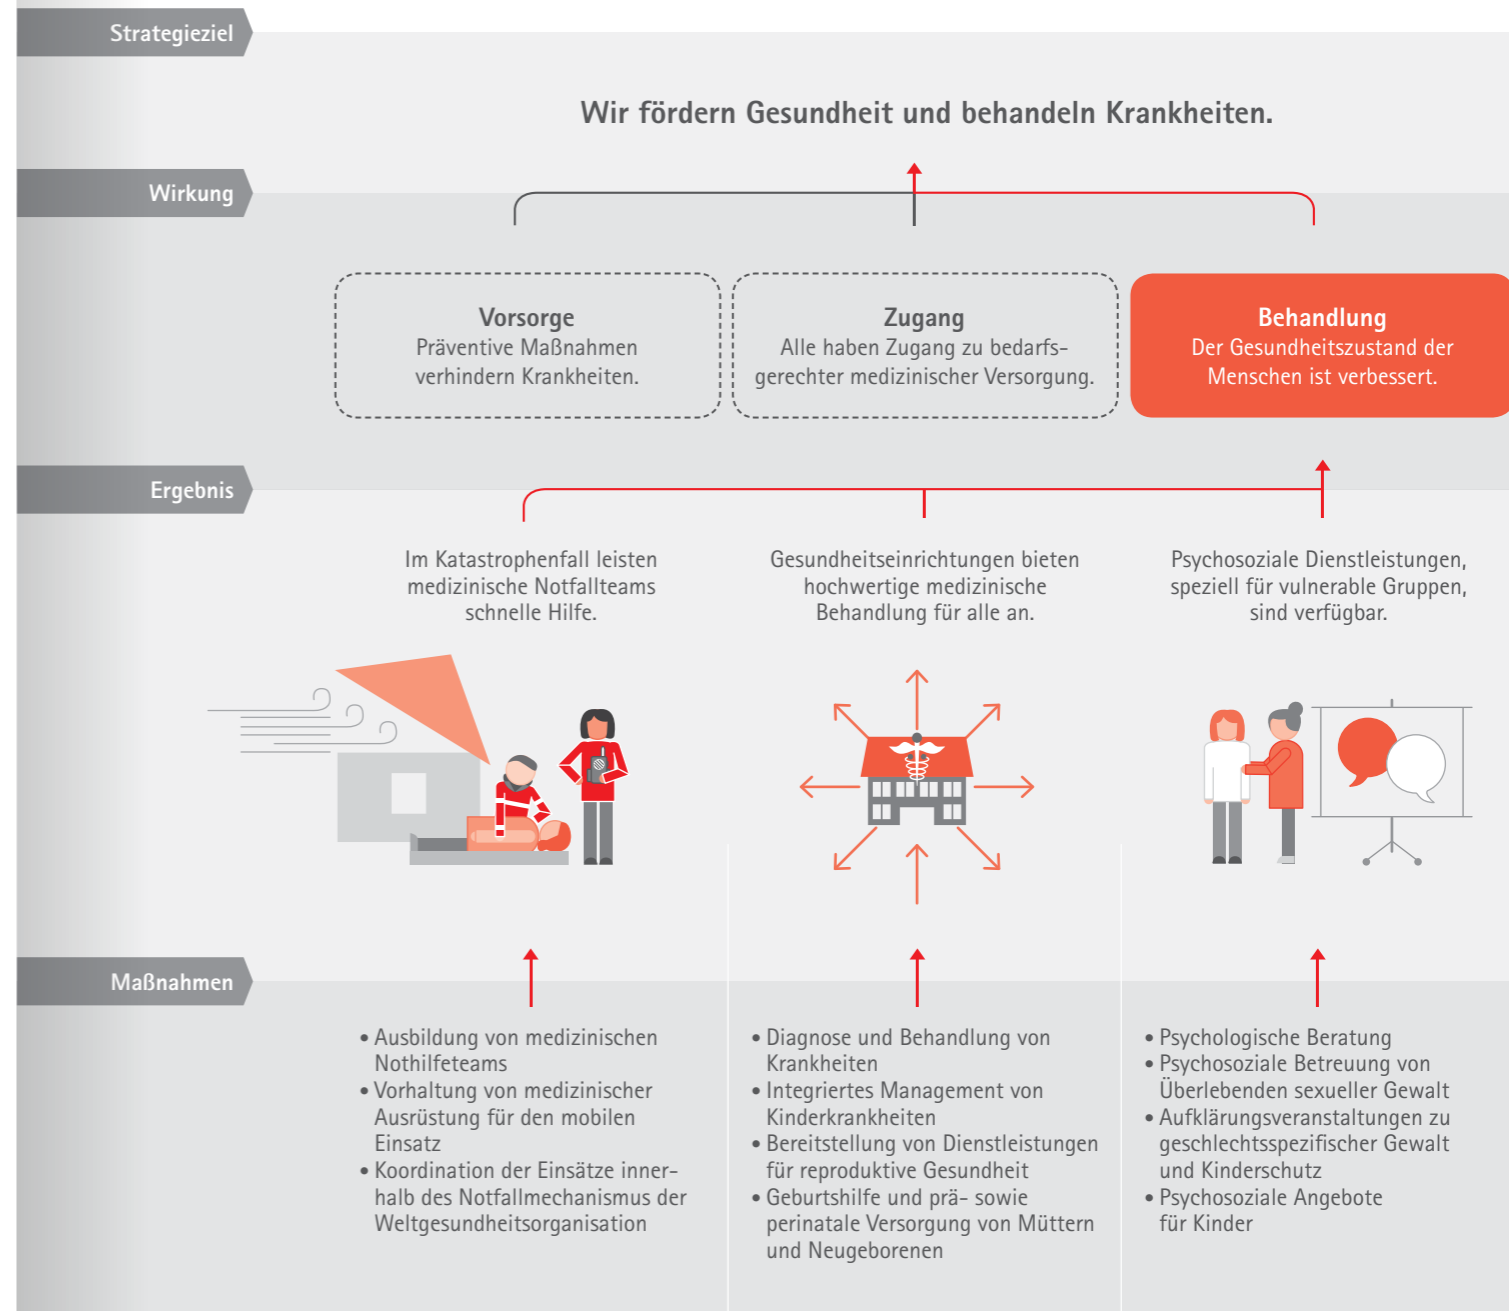 Strategieziel
Wir fördern Gesundheit und behandeln Krankheiten.
Wirkung
Vorsorge
Präventive Maßnahmen
verhindern Krankheiten.
Zugang
Alle haben Zugang zu bedarfs-
gerechter medizinischer Versorgung.
Behandlung
Der Gesundheitszustand der
Menschen ist verbessert.
Ergebnis
Im Katastrophenfall leisten
medizinische Notfallteams
schnelle Hilfe.
Gesundheitseinrichtungen bieten
hochwertige medizinische
Behandlung für alle an.
Psychosoziale Dienstleistungen,
speziell für vulnerable Gruppen,
sind verfügbar.
Maßnahmen
• Ausbildung von medizinischen
Nothilfeteams
• Vorhaltung von medizinischer
Ausrüstung für den mobilen
Einsatz
• Koordination der Einsätze inner-
halb des Notfallmechanismus der
Weltgesundheitsorganisation
• Diagnose und Behandlung von
Krankheiten
• Integriertes Management von
Kinderkrankheiten
• Bereitstellung von Dienstleistungen
für reproduktive Gesundheit
• Geburtshilfe und prä- sowie
perinatale Versorgung von Müttern
und Neugeborenen
• Psychologische Beratung
• Psychosoziale Betreuung von
Überlebenden sexueller Gewalt
• Aufklärungsveranstaltungen zu
geschlechtsspezifischer Gewalt
und Kinderschutz
• Psychosoziale Angebote
für Kinder